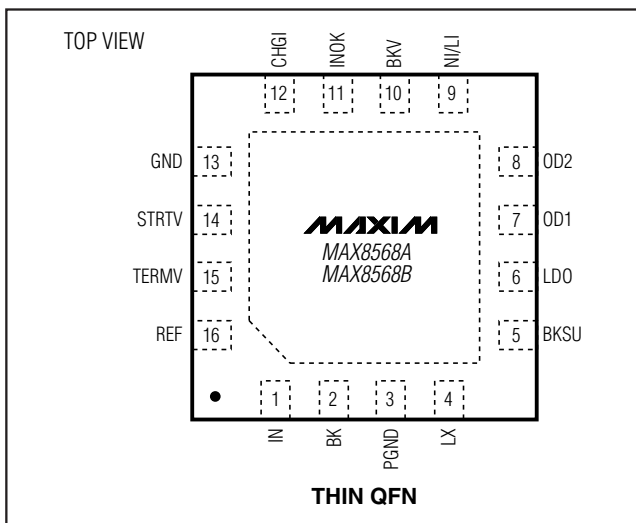 TOP VIEW
CHGI
INOK
BKV
NI/LI
12
11
10
9
GND 13
8 OD2
STRTV 14
7 OD1
MAXIM
MAX8568A
MAX8568B
TERMV 15
6 LDO
REF 16
5 BKSU
1
2
3
4
IN
BK
PGND
LX
THIN QFN